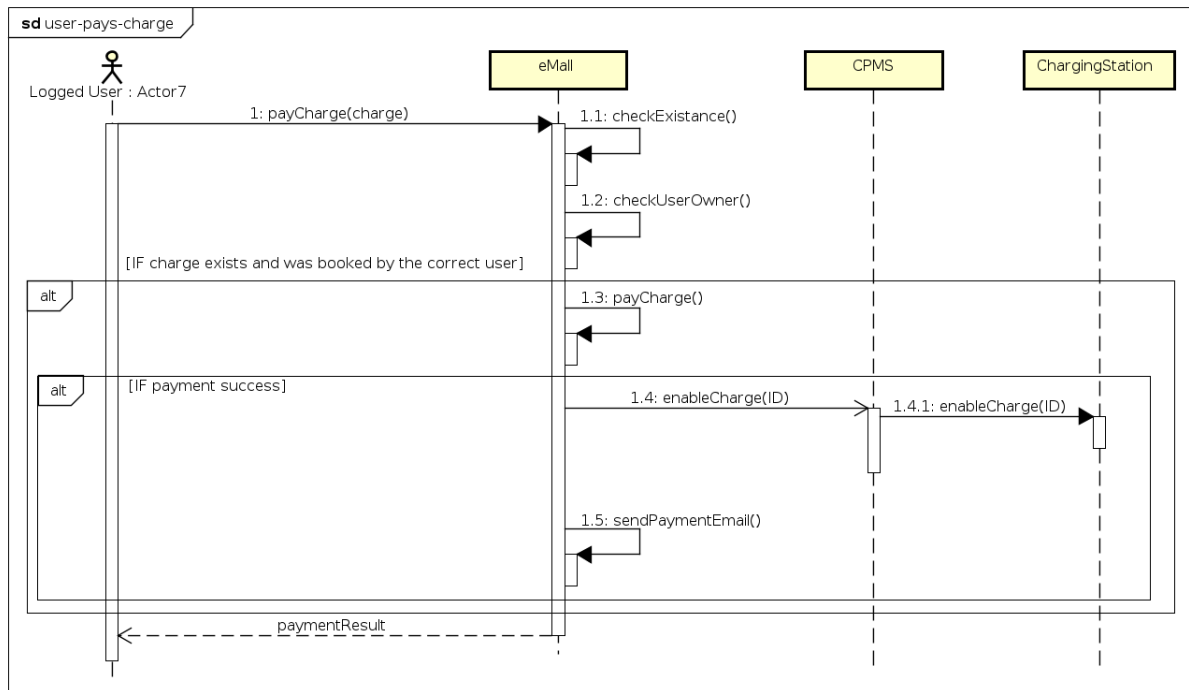 sd user-pays-charge
Logged User : Actor7
eMall
CPMS
ChargingStation
1: payCharge(charge)
1.1: checkExistance()
1.2: checkUserOwner()
[IF charge exists and was booked by the correct user]
alt
1.3: payCharge()
alt
[IF payment success]
1.4: enableCharge(ID)
1.4.1: enableCharge(ID)
1.5: sendPaymentEmail()
paymentResult